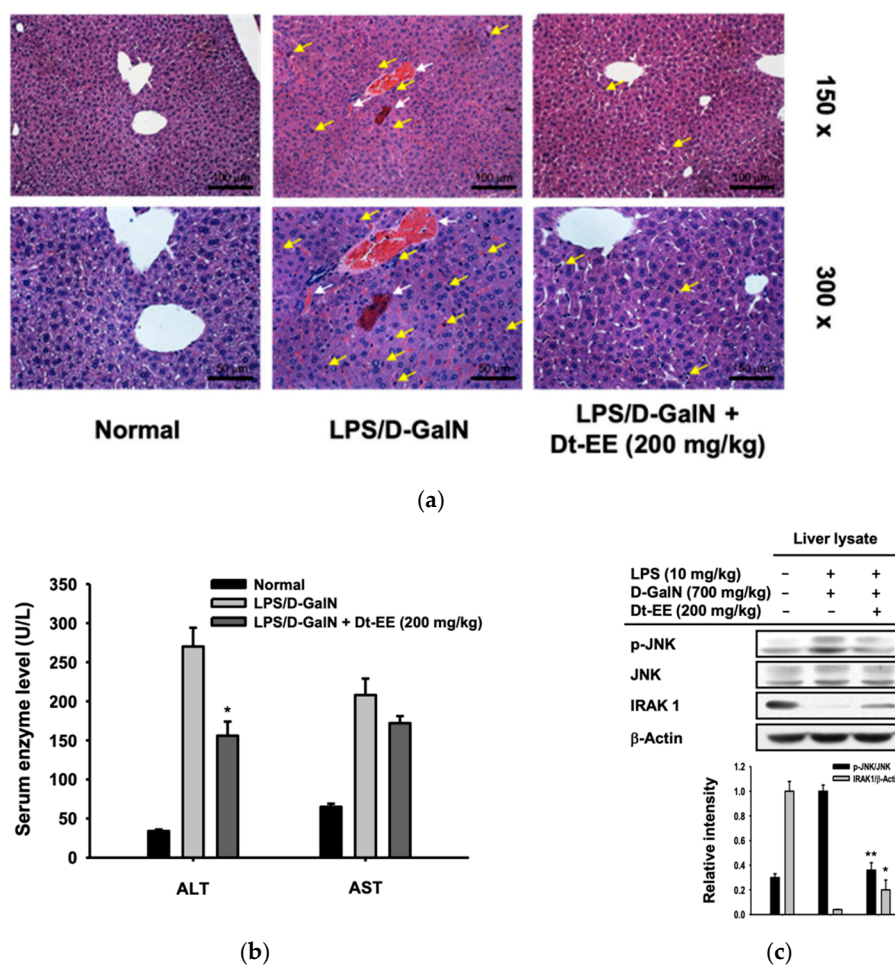 150 x
100 µm
100 µm
100 µm
300 x
50 µm
50 µm
50 µm
Normal
LPS/D-GalN
LPS/D-GalN +
Dt-EE (200 mg/kg)
(a)
350
300
250
200
150
100
50
0
Serum enzyme level (U/L)
Normal
LPS/D-GalN
LPS/D-GalN + Dt-EE (200 mg/kg)
*
ALT
AST
(b)
Liver lysate
LPS (10 mg/kg) – + +
D-GalN (700 mg/kg) – + +
Dt-EE (200 mg/kg) – – +
p-JNK
JNK
IRAK 1
β-Actin
1.2
1.0
0.8
0.6
0.4
0.2
0.0
Relative intensity
p-JNK/JNK
IRAK1/β-Acti
**
*
(c)